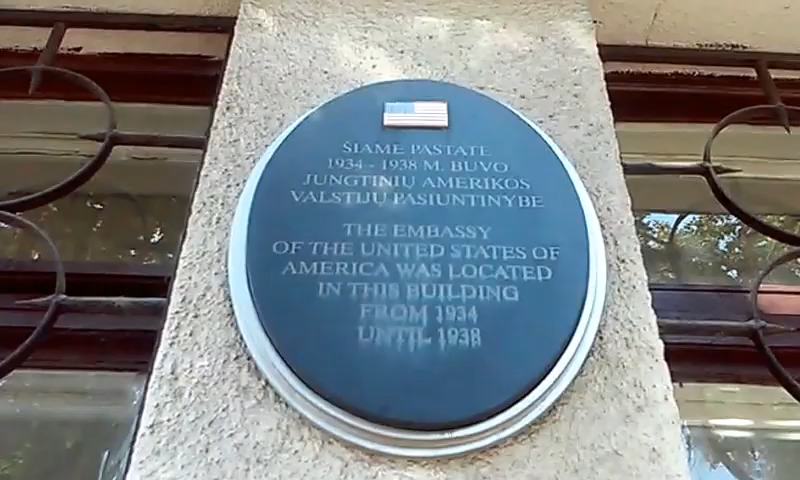 ŠIAME PASTATE
1934 - 1938 M. BUVO
JUNGTINIŲ AMERIKOS
VALSTIJŲ PASIUNTINYBĖ
THE EMBASSY
OF THE UNITED STATES OF
AMERICA WAS LOCATED
IN THIS BUILDING
FROM 1934
UNTIL 1938